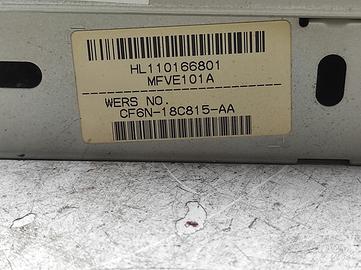 HL110166801
MFVE101A
WERS NO.
CF6N-18C815-AA